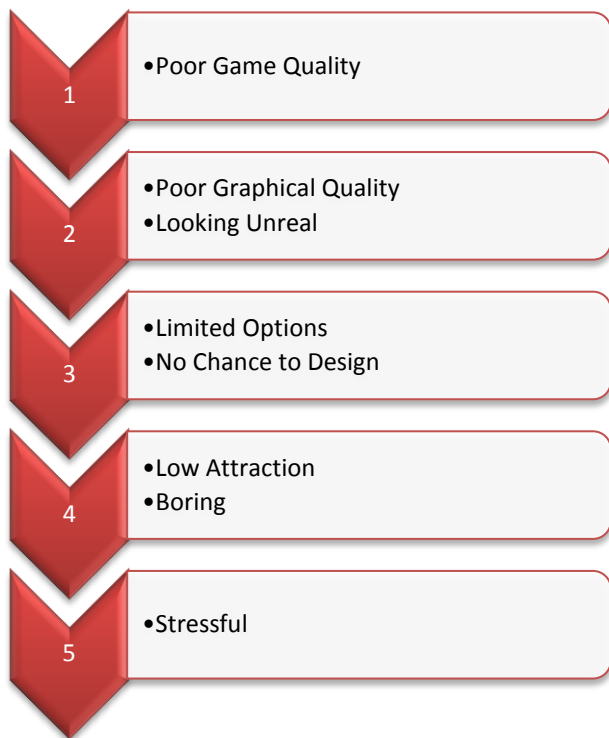 1
•Poor Game Quality
2
•Poor Graphical Quality
•Looking Unreal
3
•Limited Options
•No Chance to Design
4
•Low Attraction
•Boring
5
•Stressful